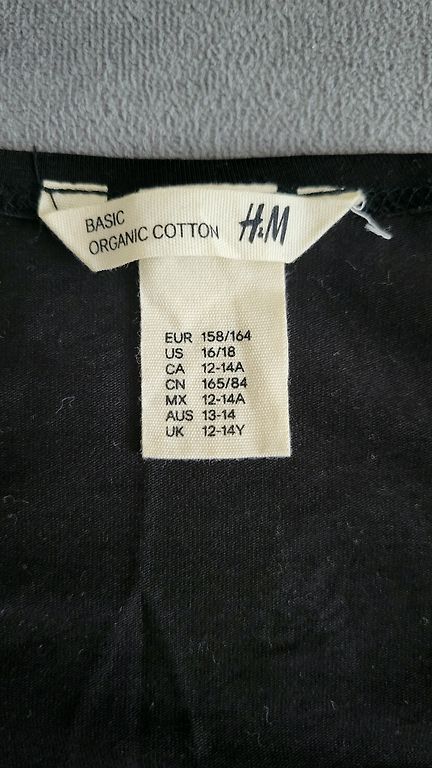 BASIC
ORGANIC COTTON H&M
EUR 158/164
US 16/18
CA 12-14A
CN 165/84
MX 12-14A
AUS 13-14
UK 12-14Y